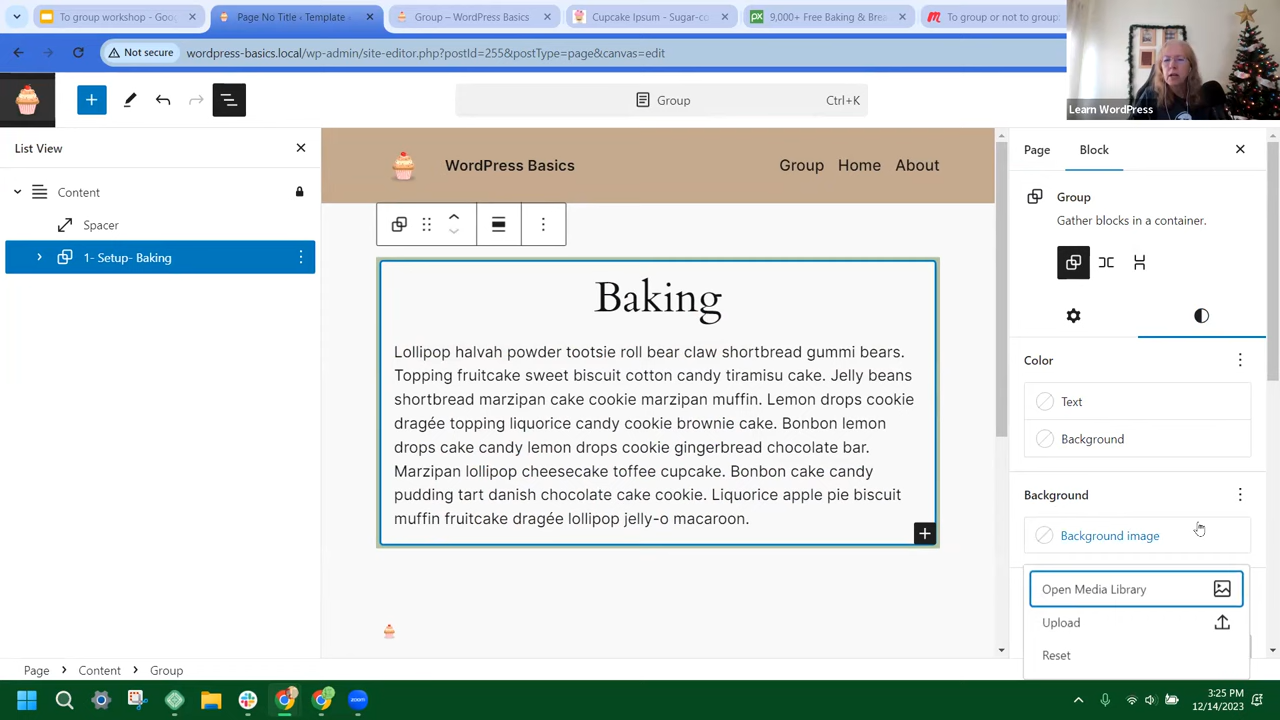 To group workshop - Goo
Page No Title ‹ Template ‹
Group – WordPress Basics
Cupcake Ipsum - Sugar-co
9,000+ Free Baking & Brea
To group or not to group:
Not secure
wordpress-basics.local/wp-admin/site-editor.php?postId=255&postType=page&canvas=edit
Learn WordPress
Group
Ctrl+K
List View
Content
Spacer
1- Setup- Baking
WordPress Basics
Group Home About
Baking
Lollipop halvah powder tootsie roll bear claw shortbread gummi bears.
Topping fruitcake sweet biscuit cotton candy tiramisu cake. Jelly beans
shortbread marzipan cake cookie marzipan muffin. Lemon drops cookie
dragée topping liquorice candy cookie brownie cake. Bonbon lemon
drops cake candy lemon drops cookie gingerbread chocolate bar.
Marzipan lollipop cheesecake toffee cupcake. Bonbon cake candy
pudding tart danish chocolate cake cookie. Liquorice apple pie biscuit
muffin fruitcake dragée lollipop jelly-o macaroon.
Page
Block
Group
Gather blocks in a container.
Color
Text
Background
Background
Background image
Open Media Library
Upload
Reset
Page › Content › Group
zoom
3:25 PM
12/14/2023